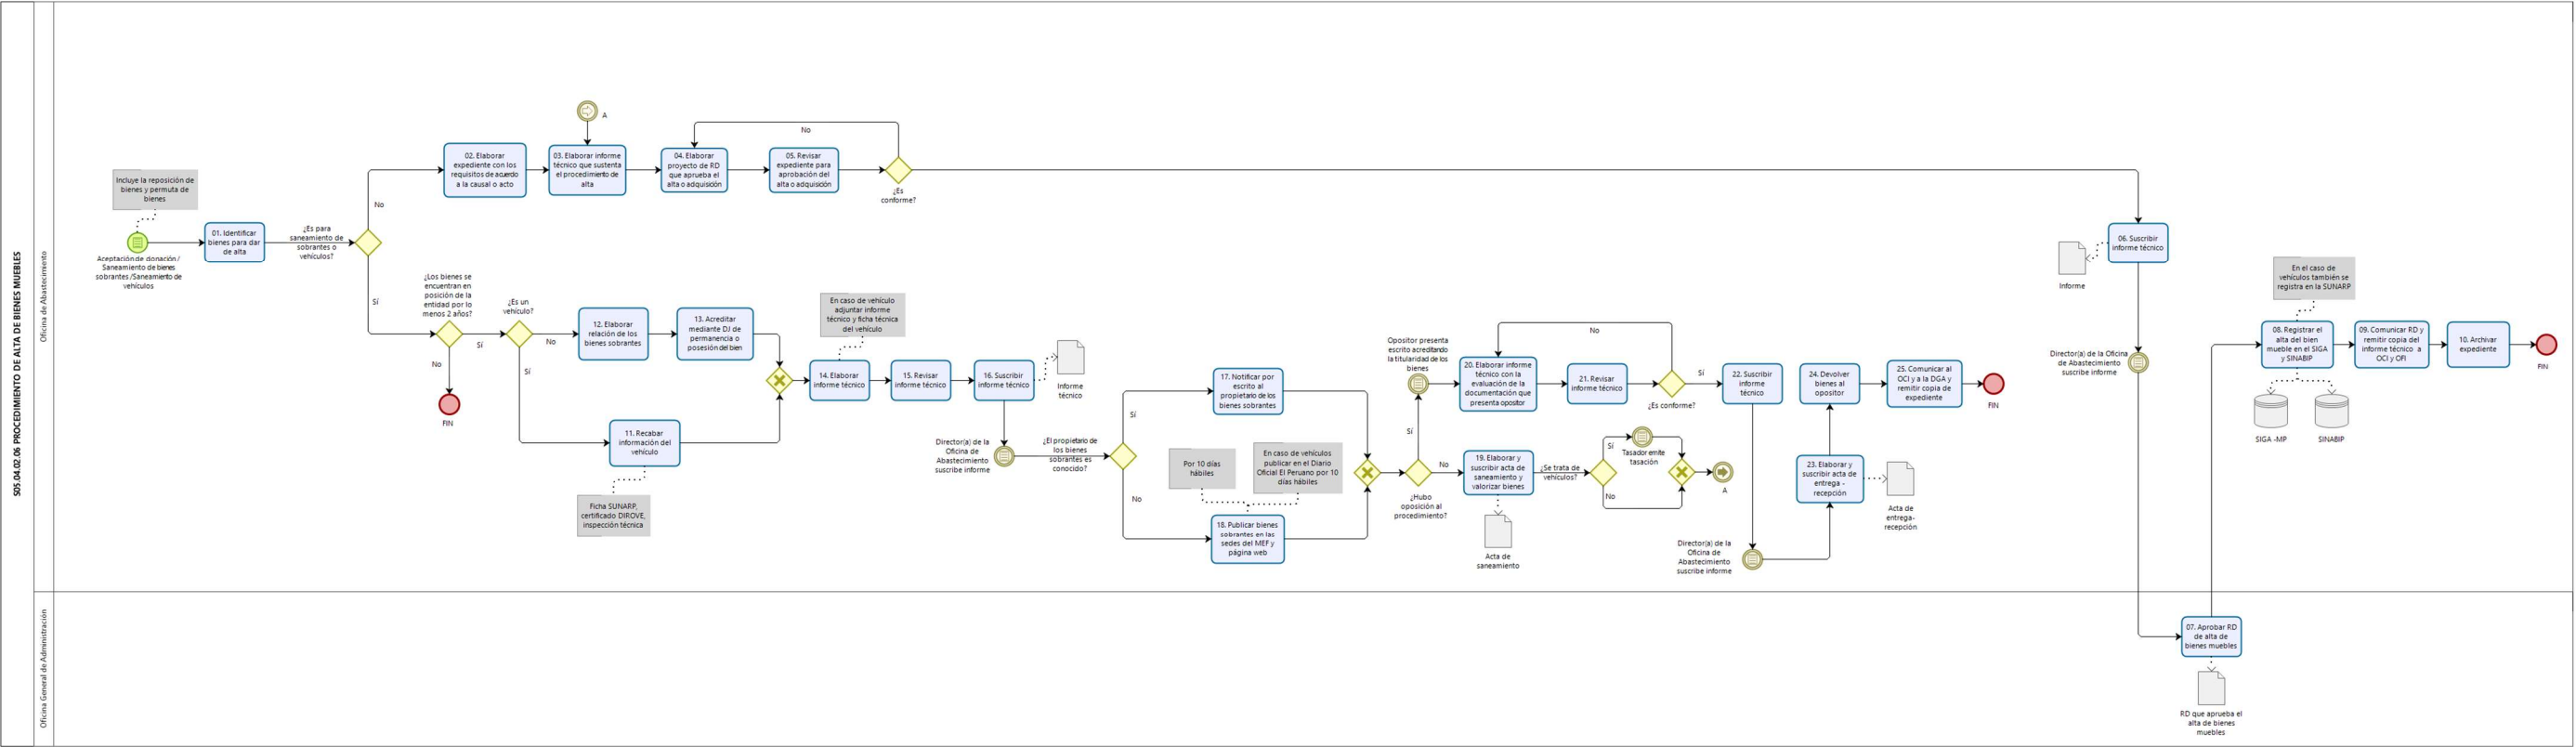 S05.04.02.06 PROCEDIMIENTO DE ALTA DE BIENES MUEBLES
Oficina de Abastecimiento
Oficina General de Administración
Incluye la reposición de
bienes y permuta de
bienes
Aceptación de donación /
Saneamiento de bienes
sobrantes /Saneamiento de
vehículos
01. Identificar
bienes para dar
de alta
¿Es para
saneamiento de
sobrantes o
vehículos?
No
Sí
02. Elaborar
expediente con los
requisitos de acuerdo
a la causal o acto
A
03. Elaborar informe
técnico que sustenta
el procedimiento de
alta
04. Elaborar
proyecto de RD
que aprueba el
alta o adquisición
05. Revisar
expediente para
aprobación del
alta o adquisición
No
¿Es
conforme?
¿Los bienes se
encuentran en
posición de la
entidad por lo
menos 2 años?
No
FIN
Sí
¿Es un
vehículo?
No
Sí
12. Elaborar
relación de los
bienes sobrantes
13. Acreditar
mediante DJ de
permanencia o
posesión del bien
11. Recabar
información del
vehículo
Ficha SUNARP,
certificado DIROVE,
inspección técnica
En caso de vehículo
adjuntar informe
técnico y ficha técnica
del vehículo
14. Elaborar
informe técnico
15. Revisar
informe técnico
16. Suscribir
informe técnico
Informe
técnico
Director(a) de la
Oficina de
Abastecimiento
suscribe informe
¿El propietario de
los bienes
sobrantes es
conocido?
Sí
No
17. Notificar por
escrito al
propietario de los
bienes sobrantes
Por 10 días
hábiles
En caso de vehículos
publicar en el Diario
Oficial El Peruano por 10
días hábiles
18. Publicar bienes
sobrantes en las
sedes del MEF y
página web
¿Hubo
oposición al
procedimiento?
Sí
No
Opositor presenta
escrito acreditando
la titularidad de los
bienes
20. Elaborar informe
técnico con la
evaluación de la
documentación que
presenta opositor
21. Revisar
informe técnico
No
¿Es conforme?
Sí
22. Suscribir
informe
técnico
19. Elaborar y
suscribir acta de
saneamiento y
valorizar bienes
Acta de
saneamiento
¿Se trata de
vehículos?
Sí
No
Tasador emite
tasación
A
Director(a) de la
Oficina de
Abastecimiento
suscribe informe
23. Elaborar y
suscribir acta de
entrega -
recepción
Acta de
entrega-
recepción
24. Devolver
bienes al
opositor
25. Comunicar al
OCI y a la DGA y
remitir copia de
expediente
FIN
06. Suscribir
informe técnico
Informe
Director(a) de la Oficina
de Abastecimiento
suscribe informe
07. Aprobar RD
de alta de
bienes muebles
RD que aprueba el
alta de bienes
muebles
En el caso de
vehículos también se
registra en la SUNARP
08. Registrar el
alta del bien
mueble en el SIGA
y SINABIP
SIGA -MP
SINABIP
09. Comunicar RD y
remitir copia del
informe técnico a
OCI y OFI
10. Archivar
expediente
FIN